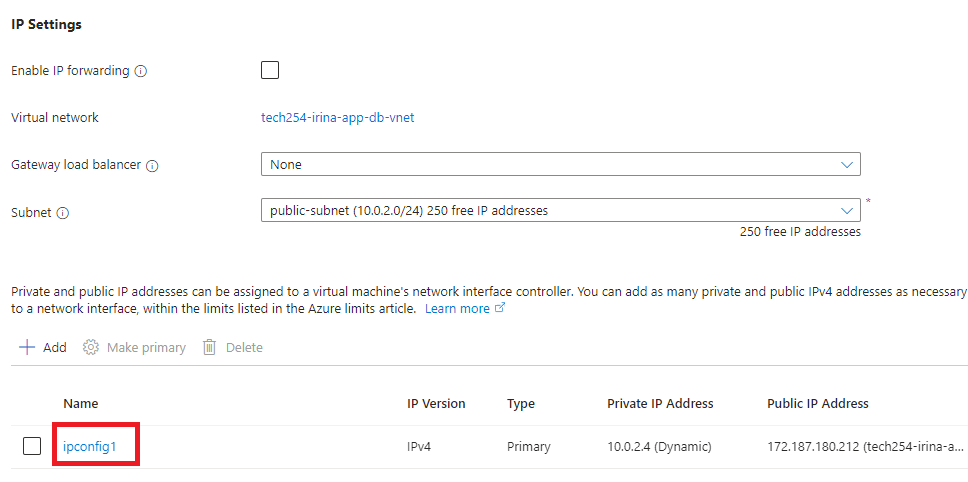 IP Settings
Enable IP forwarding
Virtual network tech254-irina-app-db-vnet
Gateway load balancer None
Subnet public-subnet (10.0.2.0/24) 250 free IP addresses *
250 free IP addresses
Private and public IP addresses can be assigned to a virtual machine's network interface controller. You can add as many private and public IPv4 addresses as necessary
to a network interface, within the limits listed in the Azure limits article. Learn more
Add Make primary Delete
Name IP Version Type Private IP Address Public IP Address
ipconfig1 IPv4 Primary 10.0.2.4 (Dynamic) 172.187.180.212 (tech254-irina-a...